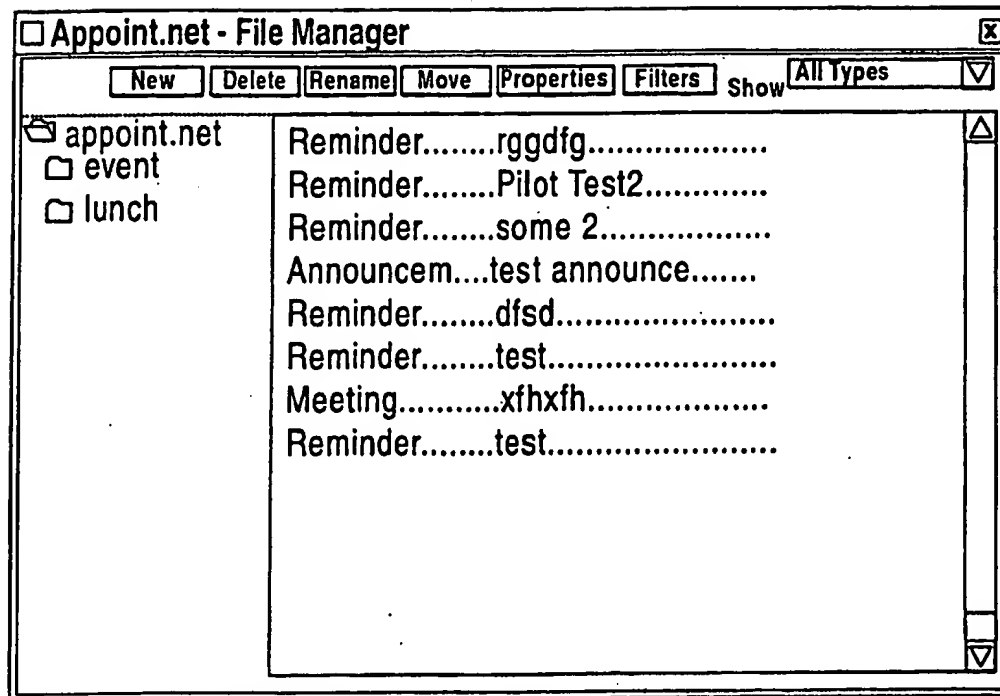 Appoint.net - File Manager
New Delete Rename Move Properties Filters Show All Types
appoint.net
event
lunch
Reminder........rggdfg....................
Reminder........Pilot Test2.............
Reminder........some 2...................
Announcem....test announce.......
Reminder........dfsd........................
Reminder........test.........................
Meeting...........xfhxfh....................
Reminder........test.........................